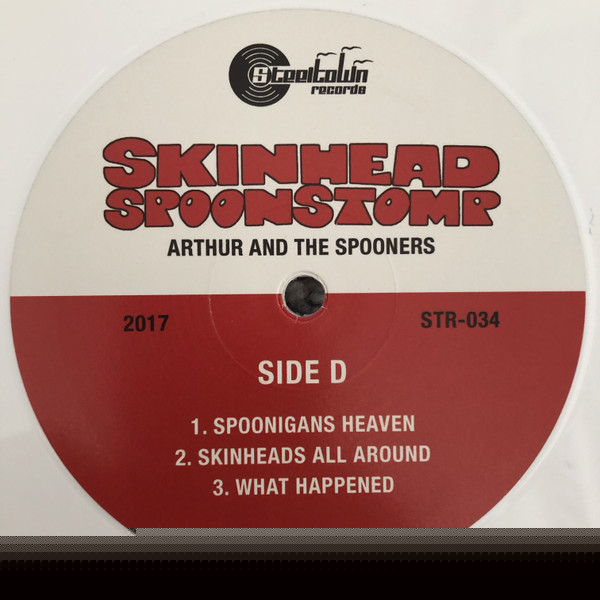 Steeltown
records
SKINHEAD
SPOONSTOMP
ARTHUR AND THE SPOONERS
2017
STR-034
SIDE D
1. SPOONIGANS HEAVEN
2. SKINHEADS ALL AROUND
3. WHAT HAPPENED